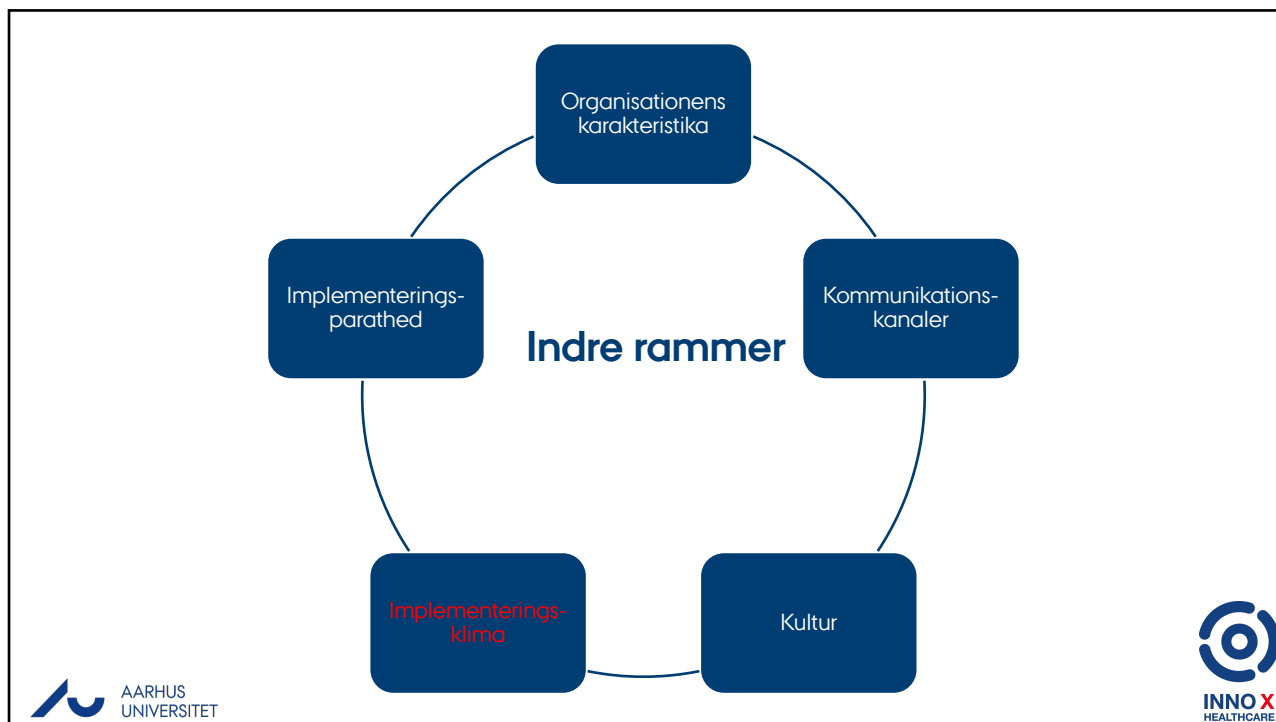 Organisationens
karakteristika
Implementerings-
parathed
Kommunikations-
kanaler
Indre rammer
Implementerings-
klima
Kultur
AARHUS
UNIVERSITET
INNO X
HEALTHCARE